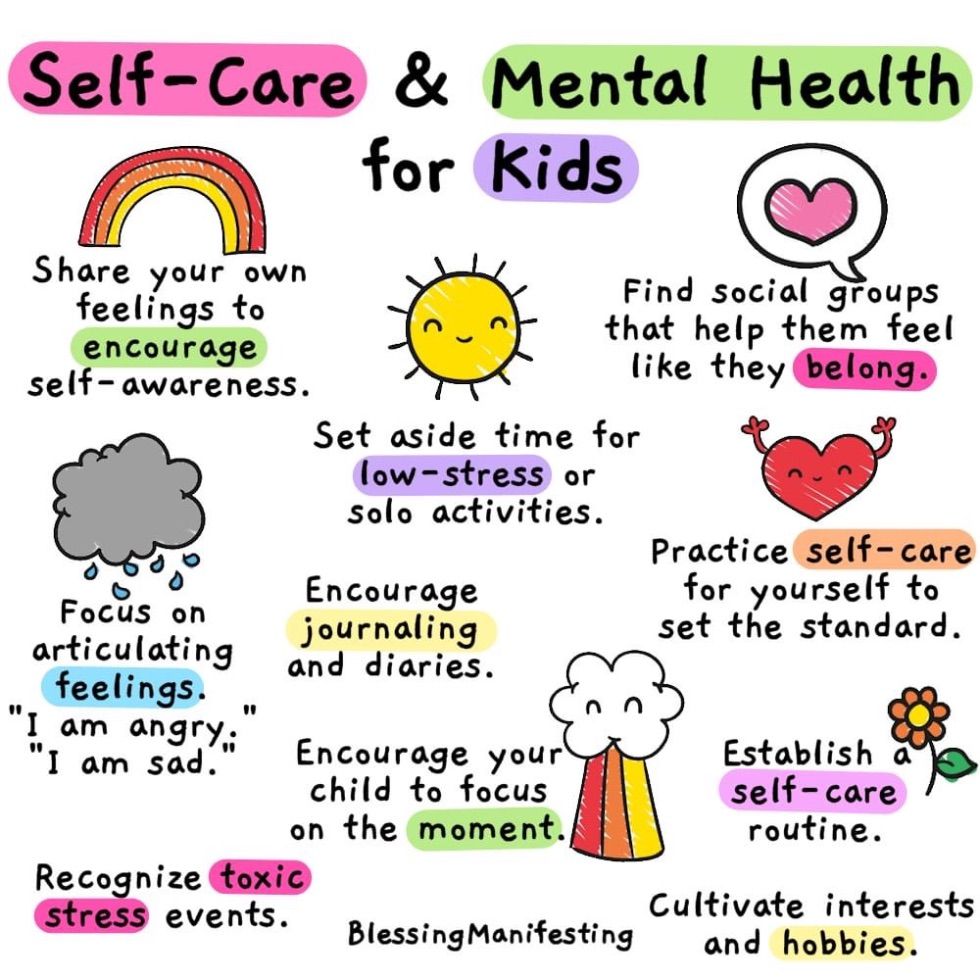 Self-Care & Mental Health
for Kids
Share your own
feelings to
encourage
self-awareness.
Find social groups
that help them feel
like they belong.
Set aside time for
low-stress or
solo activities.
Focus on
articulating
feelings.
"I am angry."
"I am sad."
Encourage
journaling
and diaries.
Practice self-care
for yourself to
set the standard.
Encourage your
child to focus
on the moment.
Establish a
self-care
routine.
Recognize toxic
stress events.
BlessingManifesting
Cultivate interests
and hobbies.